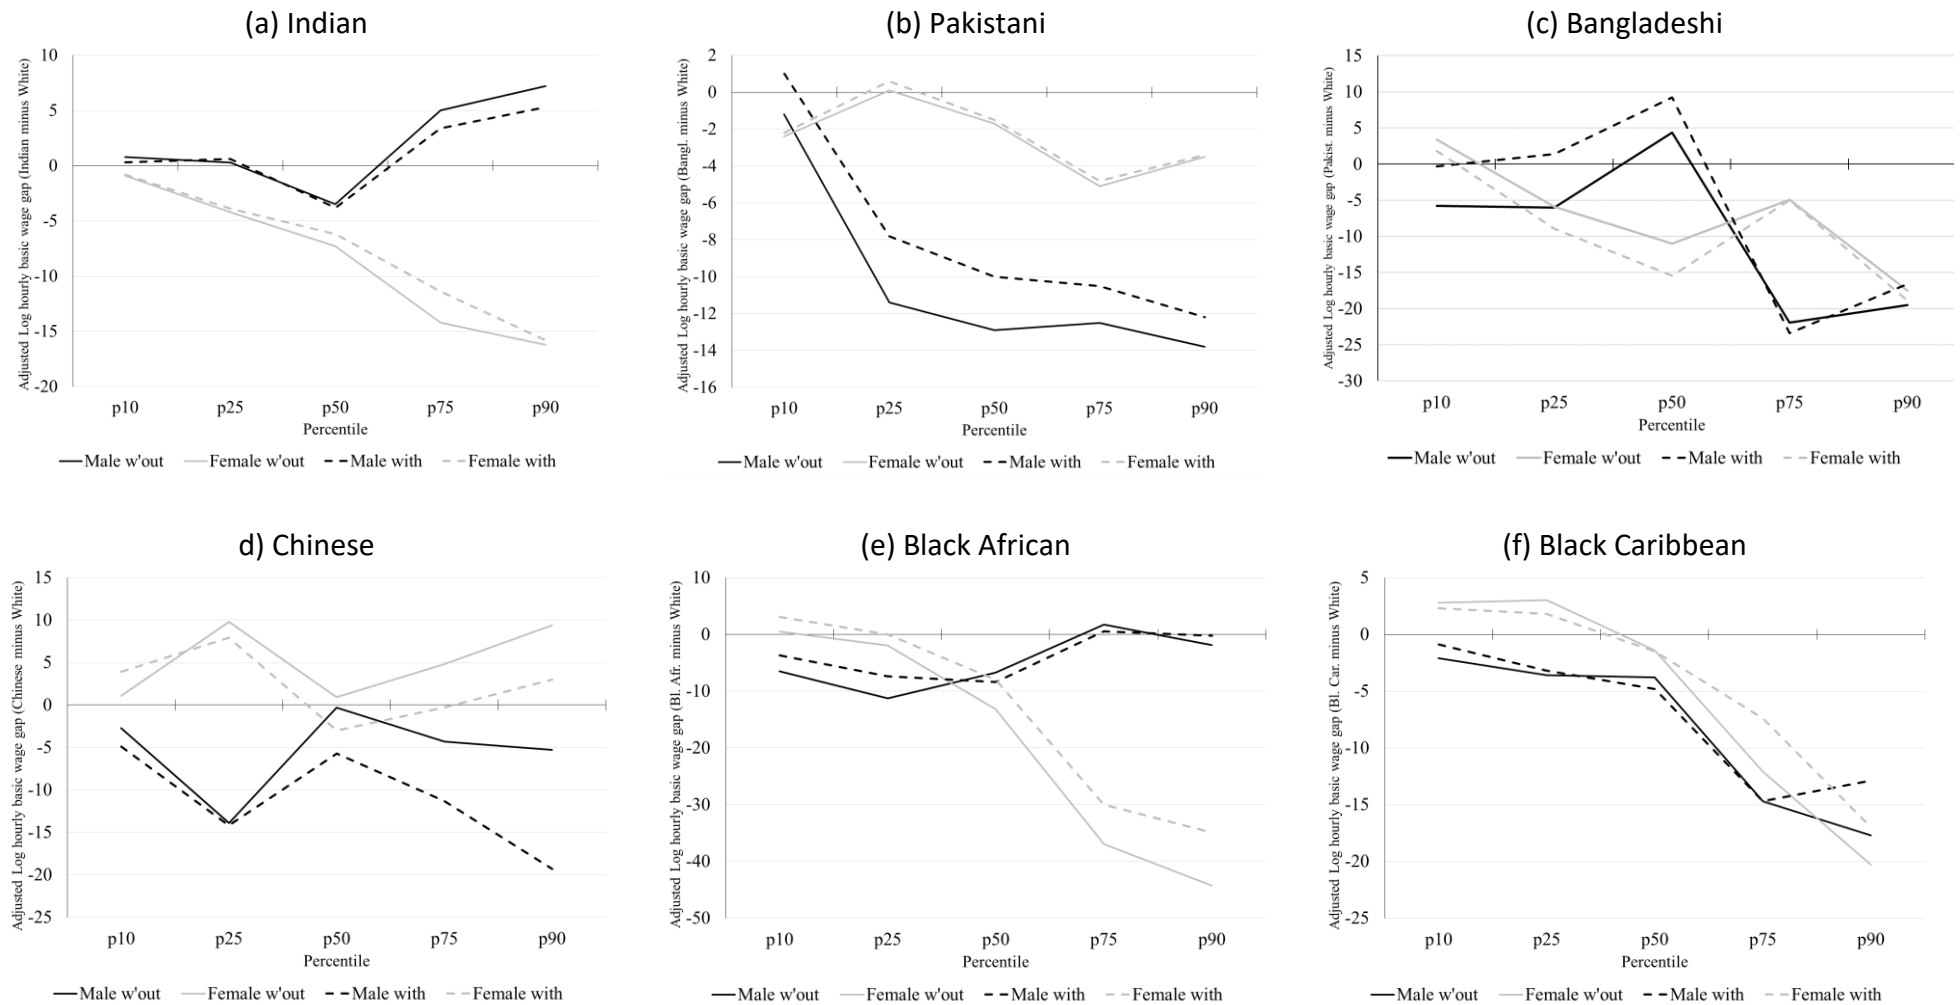 (a) Indian
Adjusted Log hourly basic wage gap (Indian minus White)
10
5
0
-5
-10
-15
-20
p10 p25 p50 p75 p90
Percentile
Male w'out Female w'out Male with Female with
(b) Pakistani
Adjusted Log hourly basic wage gap (Bangl. minus White)
2
0
-2
-4
-6
-8
-10
-12
-14
-16
p10 p25 p50 p75 p90
Percentile
Male w'out Female w'out Male with Female with
(c) Bangladeshi
Adjusted Log hourly basic wage gap (Pakist. minus White)
15
10
5
0
-5
-10
-15
-20
-25
-30
p10 p25 p50 p75 p90
Percentile
Male w'out Female w'out Male with Female with
d) Chinese
Adjusted Log hourly basic wage gap (Chinese minus White)
15
10
5
0
-5
-10
-15
-20
-25
p10 p25 p50 p75 p90
Percentile
Male w'out Female w'out Male with Female with
(e) Black African
Adjusted Log hourly basic wage gap (Bl. Afr. minus White)
10
0
-10
-20
-30
-40
-50
p10 p25 p50 p75 p90
Percentile
Male w'out Female w'out Male with Female with
(f) Black Caribbean
Adjusted Log hourly basic wage gap (Bl. Car. minus White)
5
0
-5
-10
-15
-20
-25
p10 p25 p50 p75 p90
Percentile
Male w'out Female w'out Male with Female with